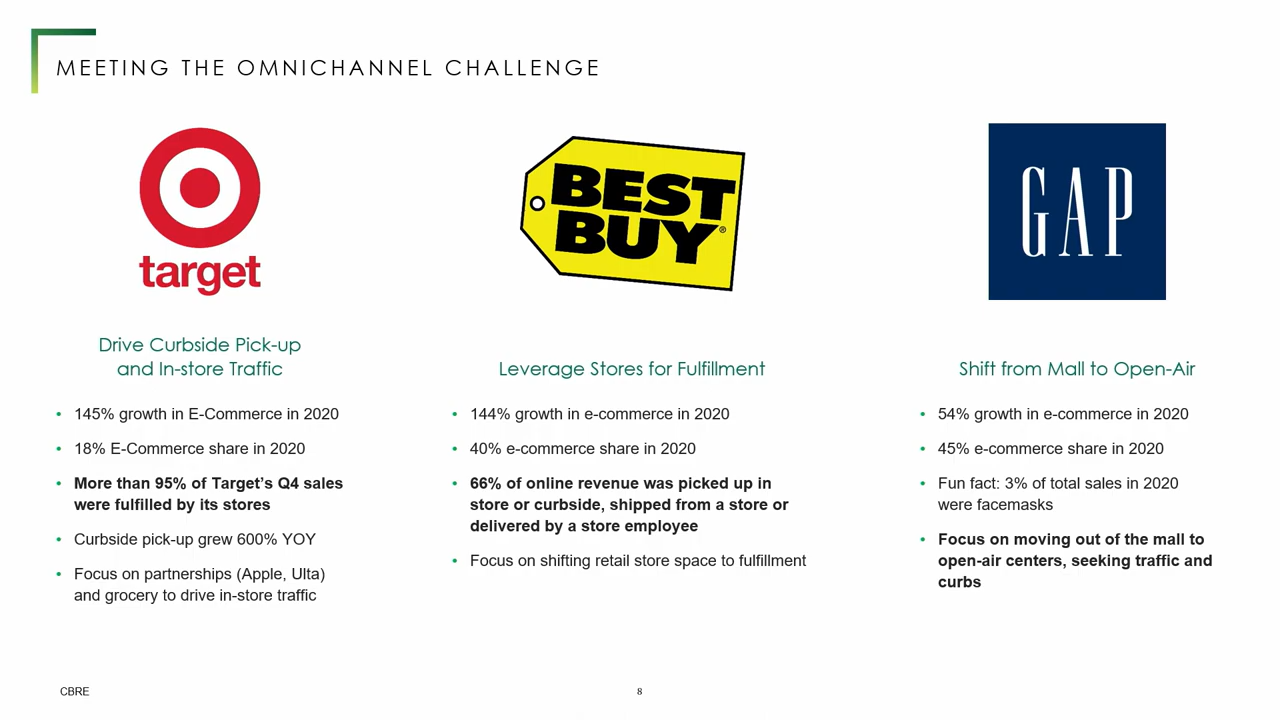 MEETING THE OMNICHANNEL CHALLENGE
target
Drive Curbside Pick-up
and In-store Traffic
• 145% growth in E-Commerce in 2020
• 18% E-Commerce share in 2020
• More than 95% of Target’s Q4 sales
were fulfilled by its stores
• Curbside pick-up grew 600% YOY
• Focus on partnerships (Apple, Ulta)
and grocery to drive in-store traffic
BEST
BUY®
Leverage Stores for Fulfillment
• 144% growth in e-commerce in 2020
• 40% e-commerce share in 2020
• 66% of online revenue was picked up in
store or curbside, shipped from a store or
delivered by a store employee
• Focus on shifting retail store space to fulfillment
GAP
Shift from Mall to Open-Air
• 54% growth in e-commerce in 2020
• 45% e-commerce share in 2020
• Fun fact: 3% of total sales in 2020
were facemasks
• Focus on moving out of the mall to
open-air centers, seeking traffic and
curbs
CBRE
8